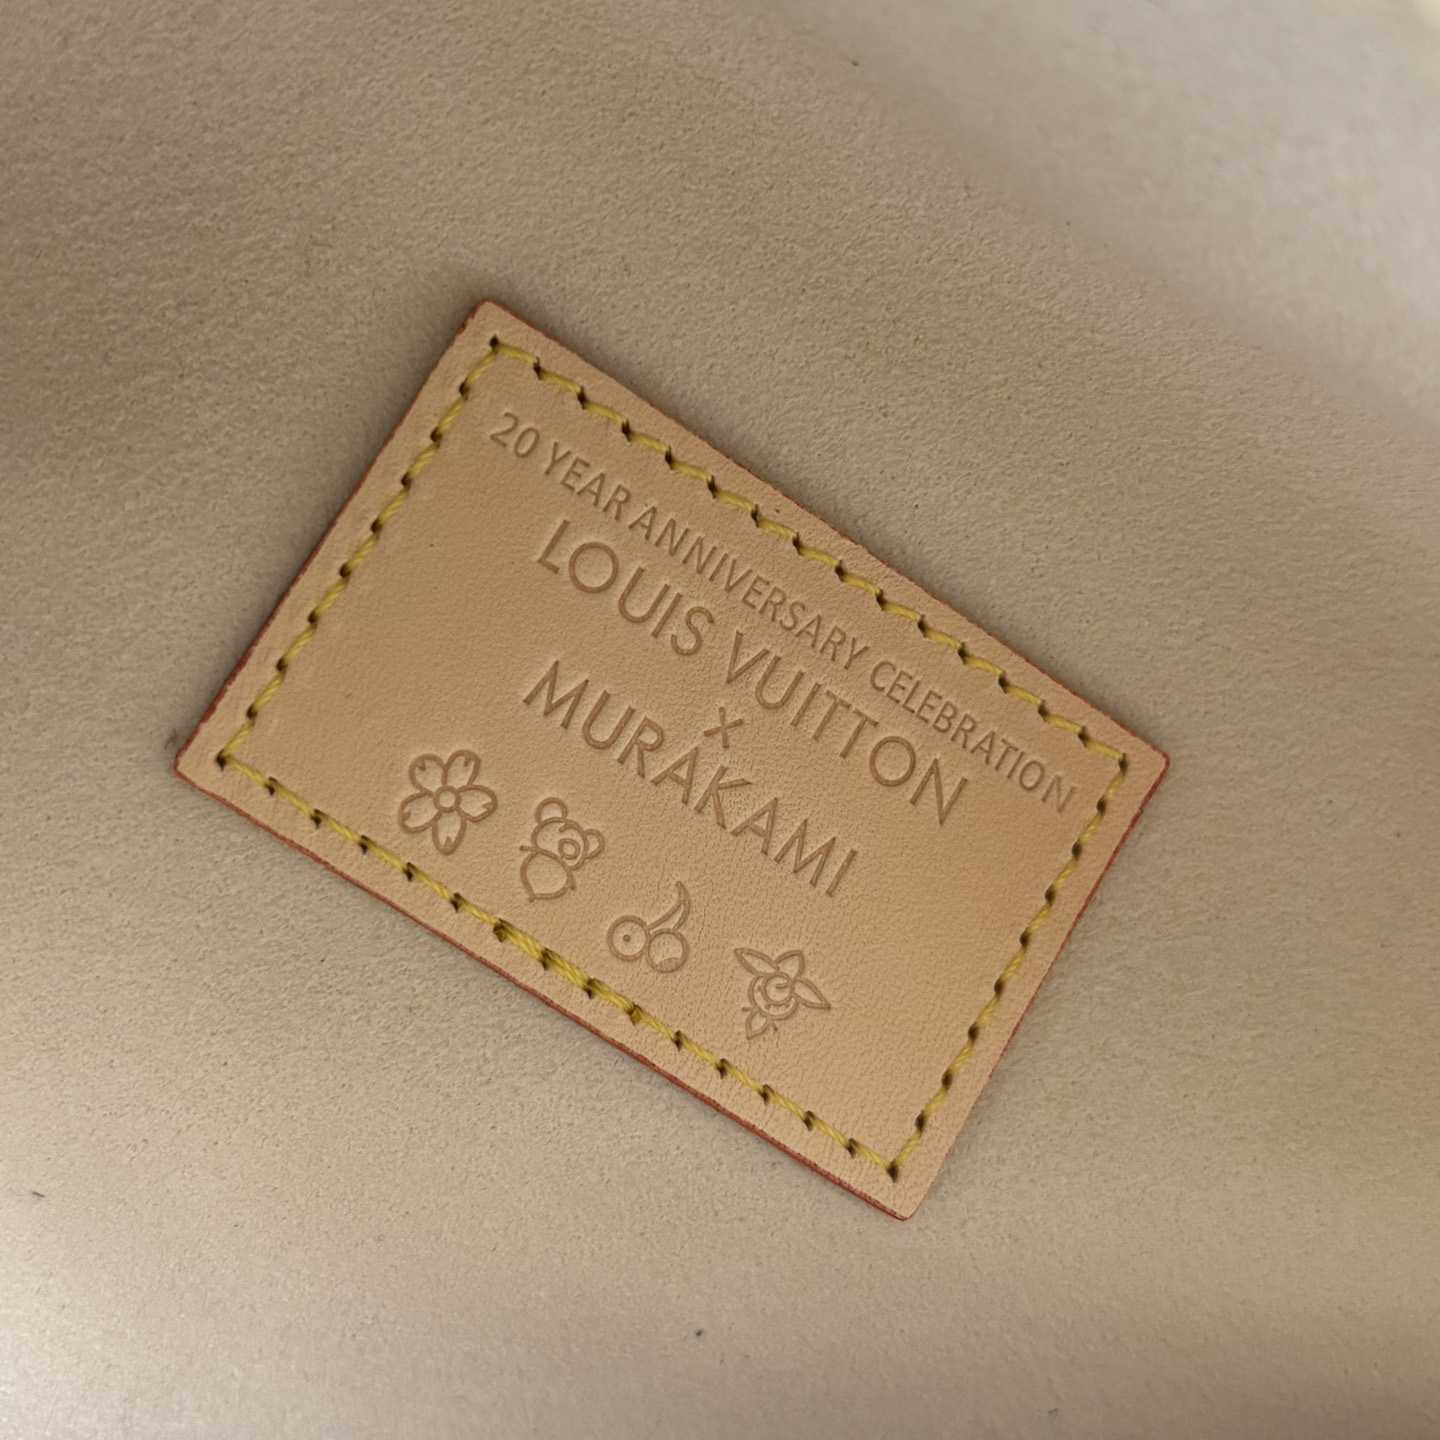 20 YEAR ANNIVERSARY CELEBRATION
LOUIS VUITTON
×
MURAKAMI